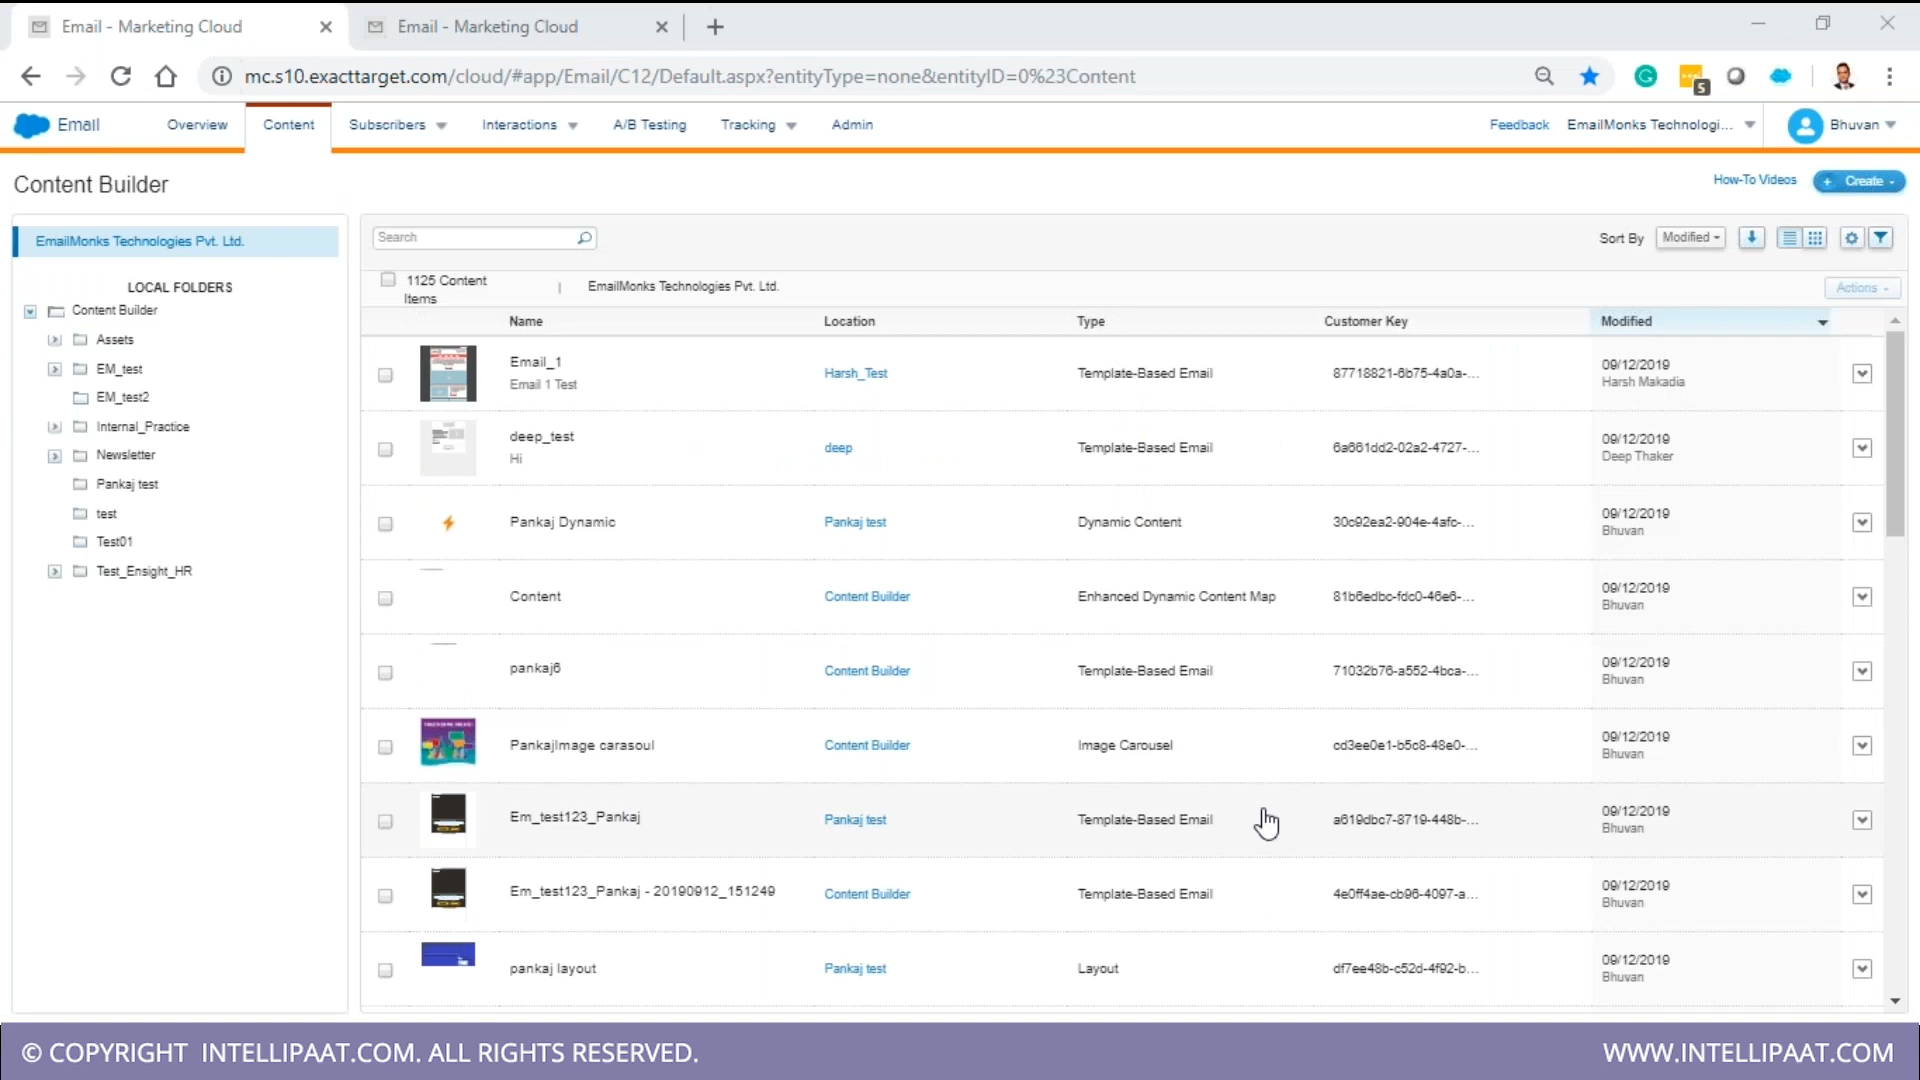 Email - Marketing Cloud
Email - Marketing Cloud
mc.s10.exacttarget.com/cloud/#app/Email/C12/Default.aspx?entityType=none&entityID=0%23Content
S
Email
Overview
Content
Subscribers
Interactions
A/B Testing
Tracking
Admin
Feedback
EmailMonks Technologi...
Bhuvan
Content Builder
How-To Videos
+ Create
EmailMonks Technologies Pvt. Ltd.
LOCAL FOLDERS
Content Builder
Assets
EM_test
EM_test2
Internal_Practice
Newsletter
Pankaj test
test
Test01
Test_Ensight_HR
Search
Sort By
Modified
1125 Content
Items
|
EmailMonks Technologies Pvt. Ltd.
Actions
Name Location Type Customer Key Modified
Email_1
Email 1 Test
Harsh_Test
Template-Based Email
87718821-6b75-4a0a-...
09/12/2019
Harsh Makadia
deep_test
Hi
deep
Template-Based Email
6a661dd2-02a2-4727-...
09/12/2019
Deep Thaker
Pankaj Dynamic
Pankaj test
Dynamic Content
30c92ea2-904e-4afc-...
09/12/2019
Bhuvan
Content
Content Builder
Enhanced Dynamic Content Map
81b6edbc-fdc0-46e6-...
09/12/2019
Bhuvan
pankaj6
Content Builder
Template-Based Email
71032b76-a552-4bca-...
09/12/2019
Bhuvan
PankajImage carasoul
Content Builder
Image Carousel
cd3ee0e1-b5c8-48e0-...
09/12/2019
Bhuvan
Em_test123_Pankaj
Pankaj test
Template-Based Email
a619dbc7-8719-448b-...
09/12/2019
Bhuvan
Em_test123_Pankaj - 20190912_151249
Content Builder
Template-Based Email
4e0ff4ae-cb96-4097-a...
09/12/2019
Bhuvan
pankaj layout
Pankaj test
Layout
df7ee48b-c52d-4f92-b...
09/12/2019
Bhuvan
© COPYRIGHT INTELLIPAAT.COM. ALL RIGHTS RESERVED.
WWW.INTELLIPAAT.COM